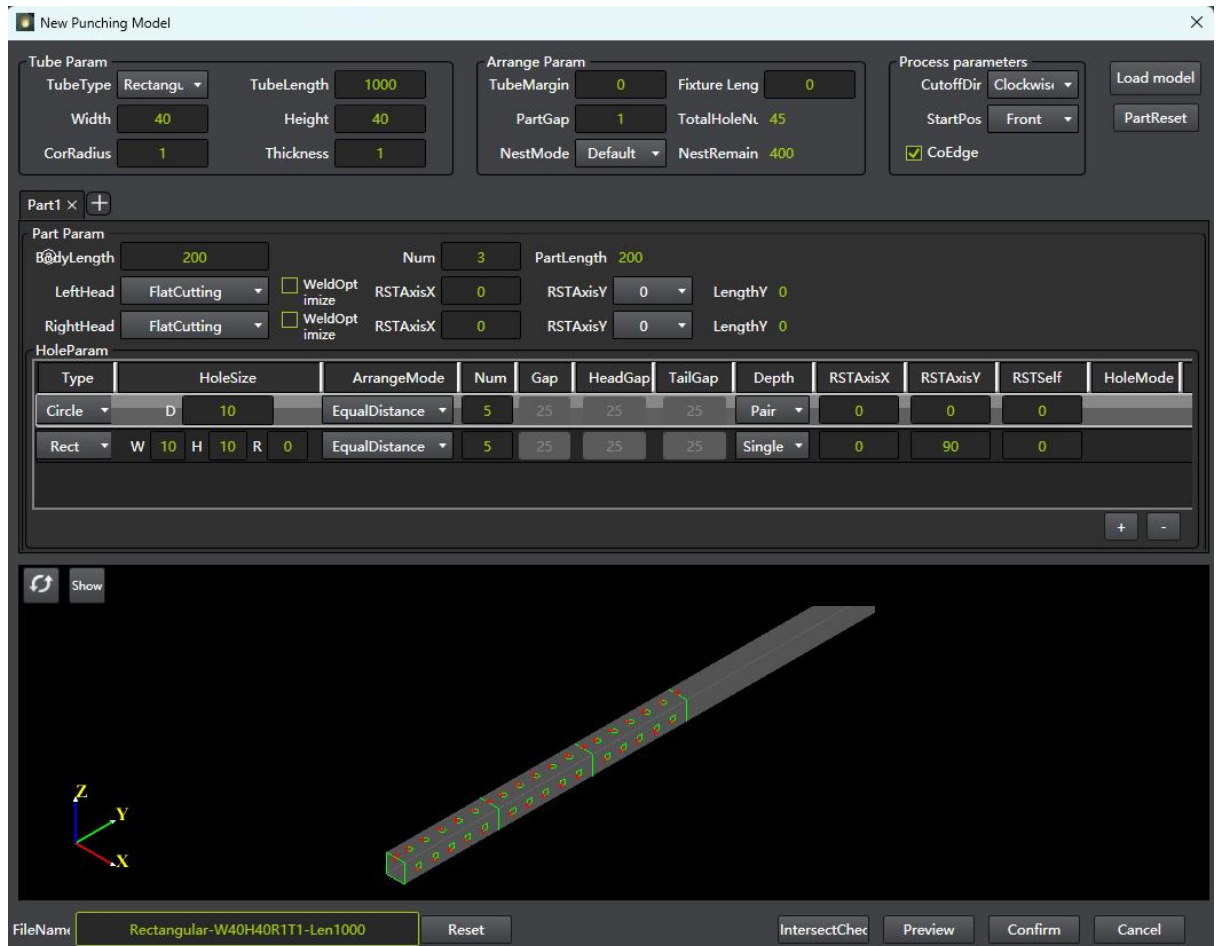 New Punching Model
Tube Param
TubeType Rectangu TubeLength 1000
Width 40 Height 40
CorRadius 1 Thickness 1
Arrange Param
TubeMargin 0 Fixture Leng 0
PartGap 1 TotalHoleNu 45
NestMode Default NestRemain 400
Process parameters
CutoffDir Clockwise
StartPos Front
CoEdge
Load model
PartReset
Part1
Part Param
BodyLength 200 Num 3 PartLength 200
LeftHead FlatCutting WeldOpt
imize RSTAxisX 0 RSTAxisY 0 LengthY 0
RightHead FlatCutting WeldOpt
imize RSTAxisX 0 RSTAxisY 0 LengthY 0
HoleParam
Type HoleSize ArrangeMode Num Gap HeadGap TailGap Depth RSTAxisX RSTAxisY RSTSelf HoleMode
Circle D 10 EqualDistance 5 25 25 25 Pair 0 0 0
Rect W 10 H 10 R 0 EqualDistance 5 25 25 25 Single 0 90 0
+ -
Show
Z
Y
X
FileName Rectangular-W40H40R1T1-Len1000 Reset IntersectChec Preview Confirm Cancel